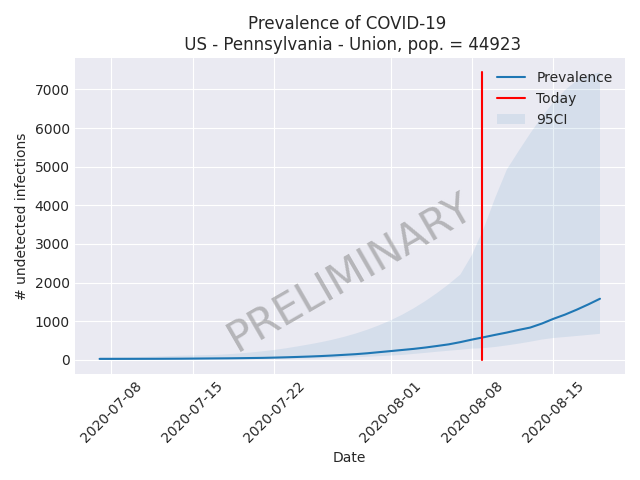 Prevalence of COVID-19
US - Pennsylvania - Union, pop. = 44923
# undetected infections
7000
6000
5000
4000
3000
2000
1000
0
Prevalence
Today
95CI
PRELIMINARY
2020-07-08
2020-07-15
2020-07-22
2020-08-01
2020-08-08
2020-08-15
Date